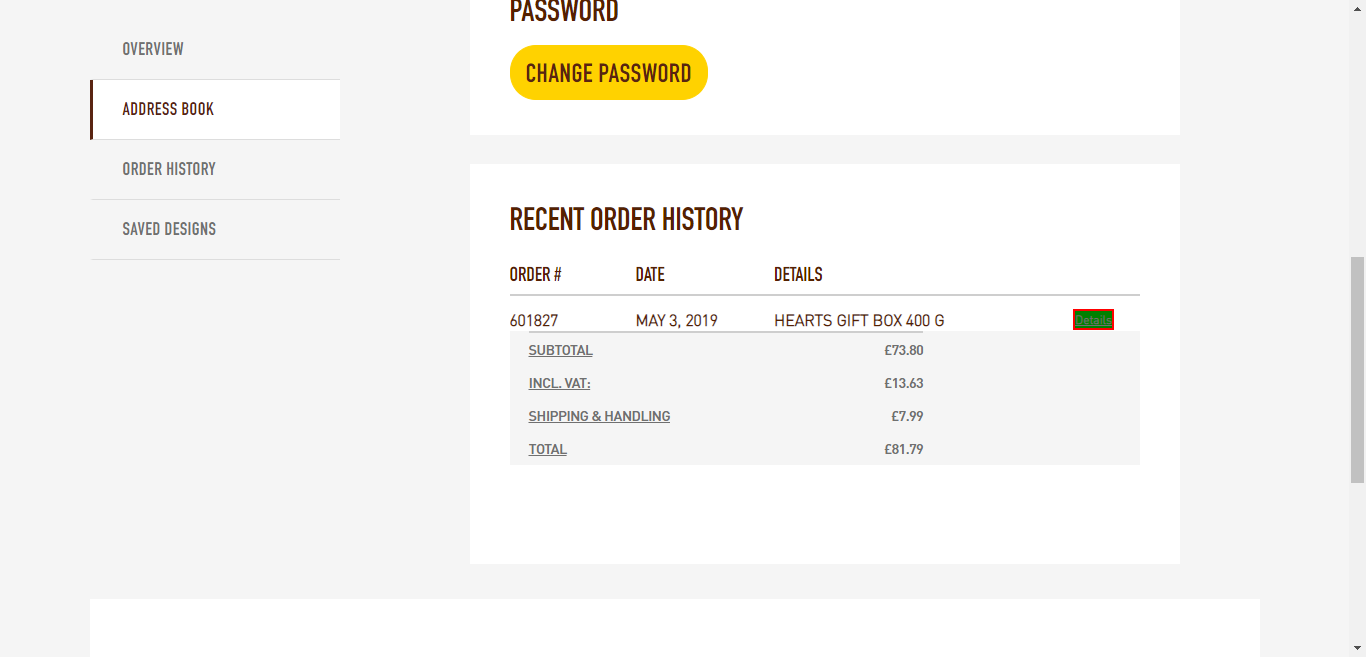 PASSWORD
CHANGE PASSWORD
OVERVIEW
ADDRESS BOOK
ORDER HISTORY
SAVED DESIGNS
RECENT ORDER HISTORY
ORDER # DATE DETAILS
601827 MAY 3, 2019 HEARTS GIFT BOX 400 G Details
SUBTOTAL £73.80
INCL. VAT: £13.63
SHIPPING & HANDLING £7.99
TOTAL £81.79